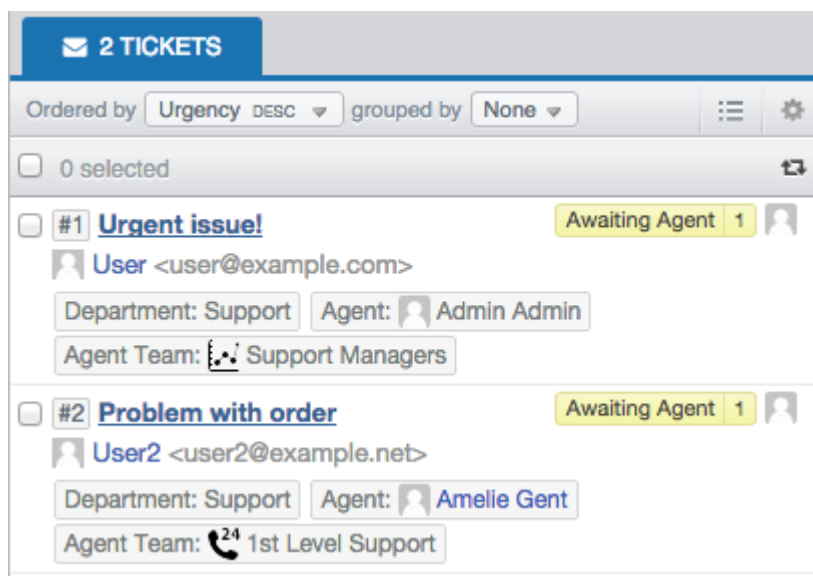 2 TICKETS
Ordered by Urgency DESC grouped by None
0 selected
#1 Urgent issue! Awaiting Agent 1
User <user@example.com>
Department: Support Agent: Admin Admin
Agent Team: Support Managers
#2 Problem with order Awaiting Agent 1
User2 <user2@example.net>
Department: Support Agent: Amelie Gent
Agent Team: 24 1st Level Support